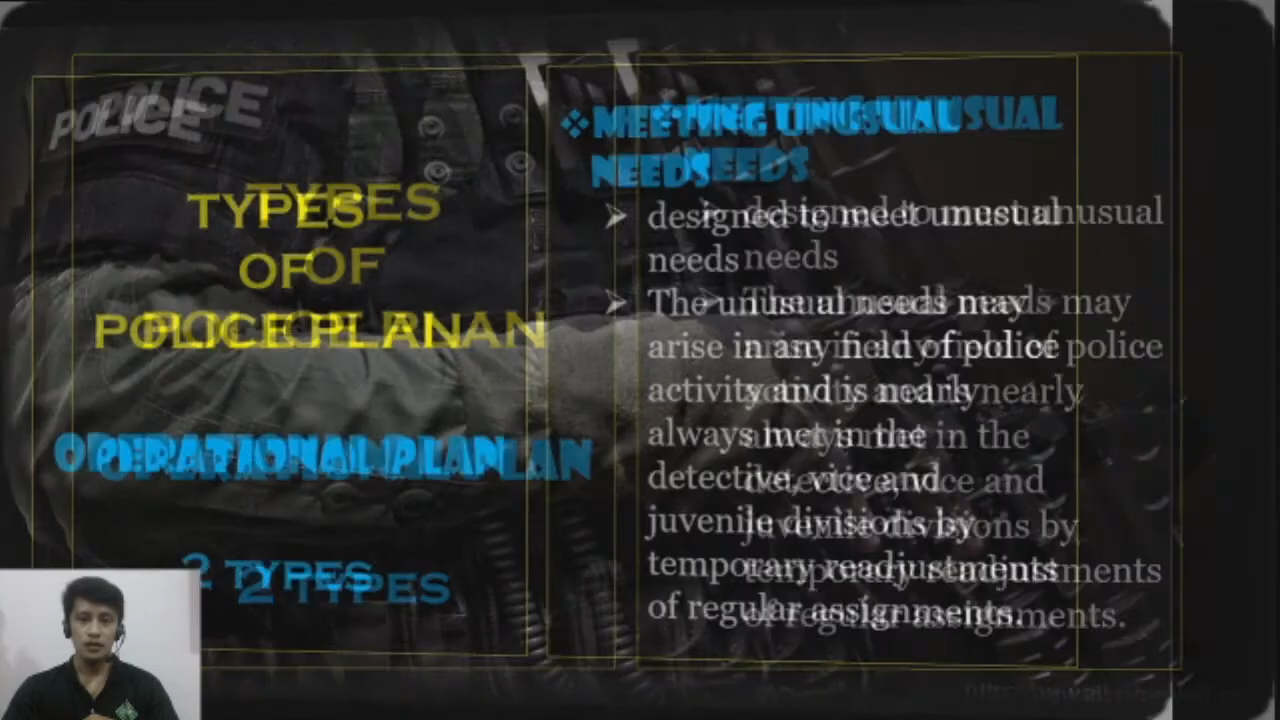 POLICE
TYPES
OF
POLICE PLAN
OPERATIONAL PLAN
2 TYPES
❖MEETING UNUSUAL
NEEDS
➢ designed to meet unusual
needs
➢ The unusual needs may
arise in any field of police
activity and is nearly
always met in the
detective, vice and
juvenile divisions by
temporary readjustments
of regular assignments.